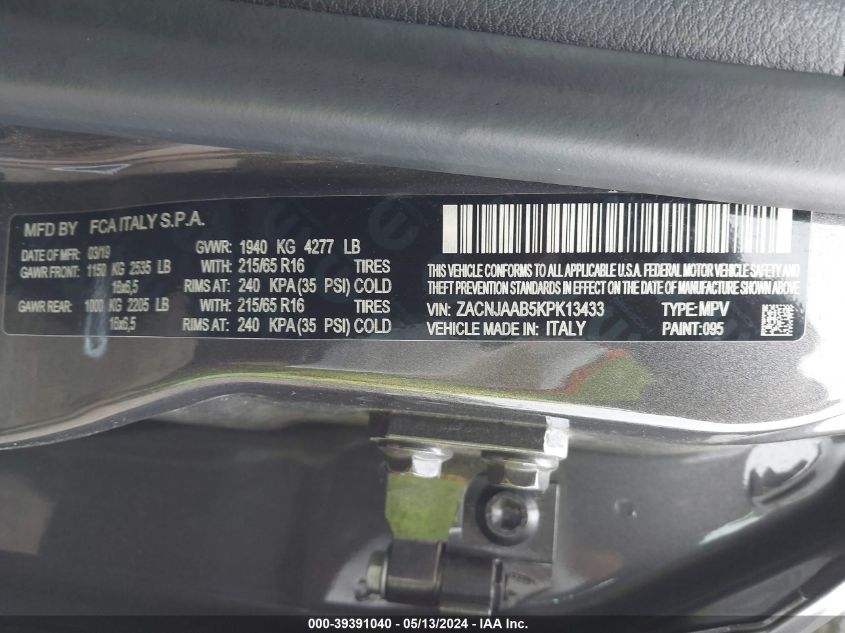 MFD BY FCA ITALY S.P.A.
DATE OF MFR: 03/19 GVWR: 1940 KG 4277 LB
GAWR FRONT: 1150 KG 2535 LB WITH: 215/65 R16 TIRES
16x6,5 RIMS AT: 240 KPA(35 PSI) COLD
GAWR REAR: 1000 KG 2205 LB WITH: 215/65 R16 TIRES
16x6,5 RIMS AT: 240 KPA(35 PSI) COLD
THIS VEHICLE CONFORMS TO ALL APPLICABLE U.S.A. FEDERAL MOTOR VEHICLE SAFETY AND
THEFT PREVENTION STANDARDS IN EFFECT ON THE DATE OF MANUFACTURE SHOWN ABOVE.
VIN: ZACNJAAB5KPK13433 TYPE: MPV
VEHICLE MADE IN: ITALY PAINT: 095
000-39391040 - 05/13/2024 - IAA Inc.